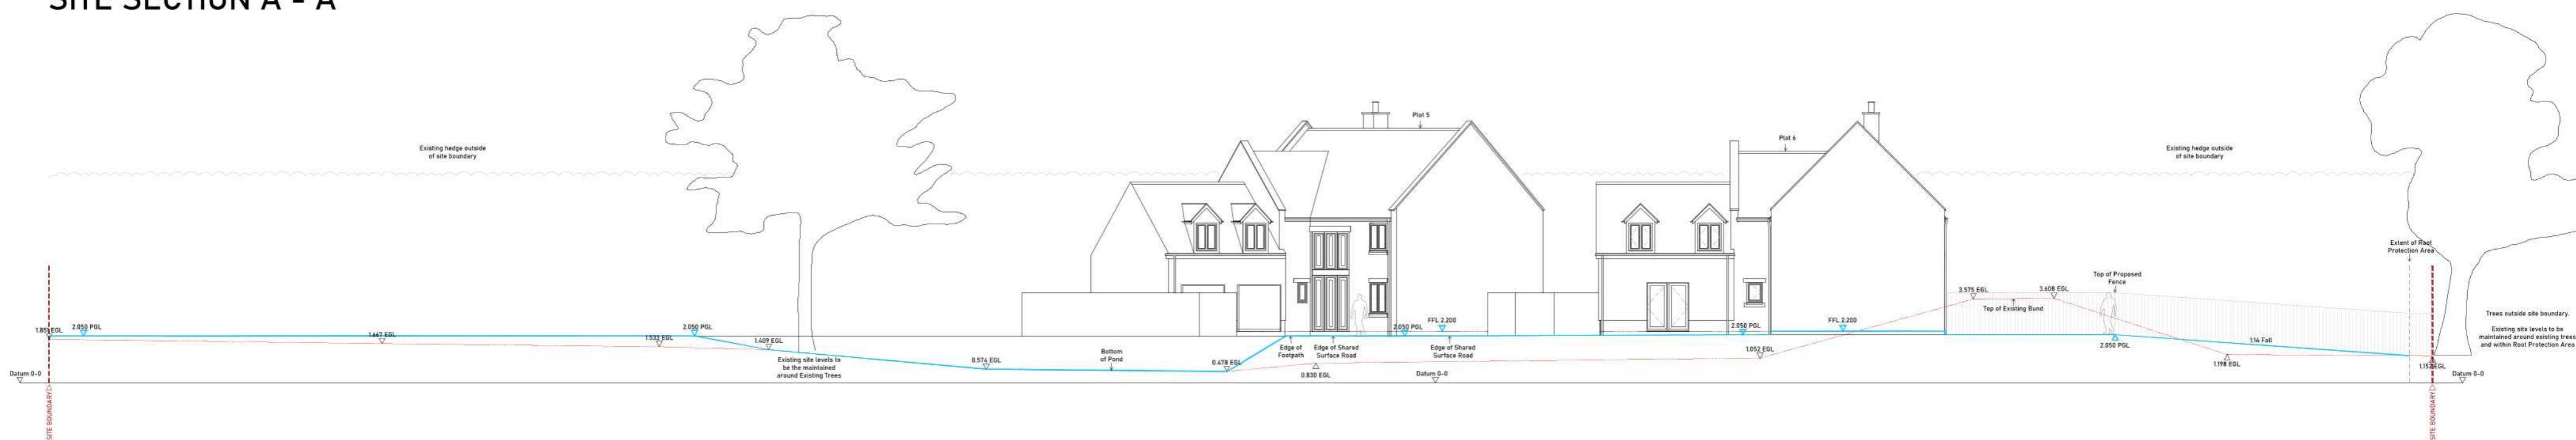 SITE SECTION A - A
Existing hedge outside
of site boundary
Plot 5
Plot 6
Existing hedge outside
of site boundary
Extent of Root
Protection Area
Top of Proposed
Fence
3.575 EGL
3.608 EGL
Top of Existing Bund
Trees outside site boundary.
Existing site levels to be
maintained around existing trees
and within Root Protection Area
2.050 PGL
1.667 EGL
2.050 PGL
1.533 EGL
1.409 EGL
Existing site levels to
be the maintained
around Existing Trees
0.574 EGL
Bottom
of Pond
0.478 EGL
Edge of
Footpath
Edge of Shared
Surface Road
0.830 EGL
2.050 PGL
FFL 2.200
Edge of Shared
Surface Road
2.050 PGL
1.052 EGL
FFL 2.200
2.050 PGL
1:14 Fall
1.198 EGL
Datum 0-0
Datum 0-0
Datum 0-0
SITE BOUNDARY
SITE BOUNDARY